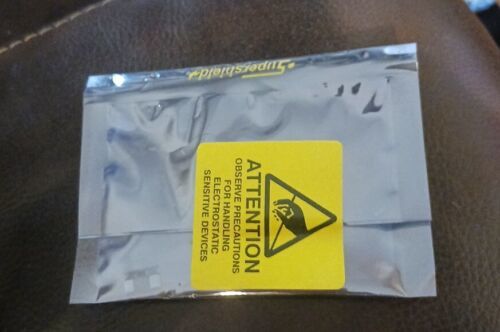 Supershield
ATTENTION
OBSERVE PRECAUTIONS
FOR HANDLING
ELECTROSTATIC
SENSITIVE DEVICES